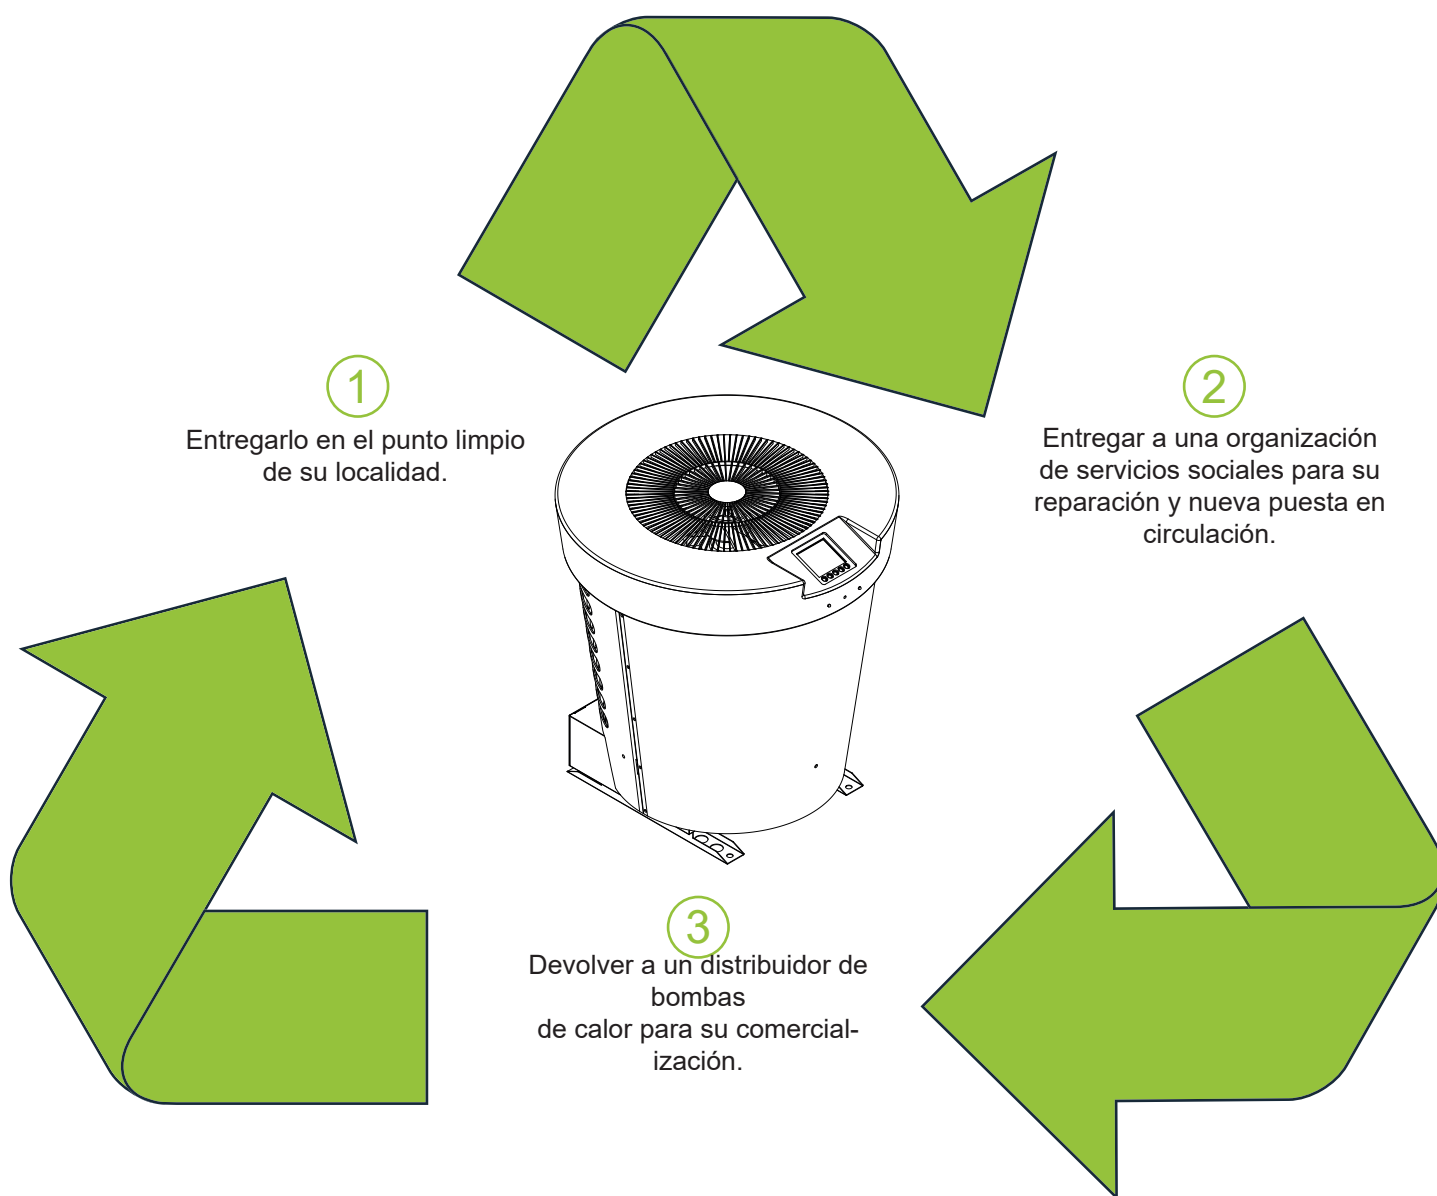 1
Entregarlo en el punto limpio
de su localidad.
2
Entregar a una organización
de servicios sociales para su
reparación y nueva puesta en
circulación.
3
Devolver a un distribuidor de
bombas
de calor para su comercial-
ización.